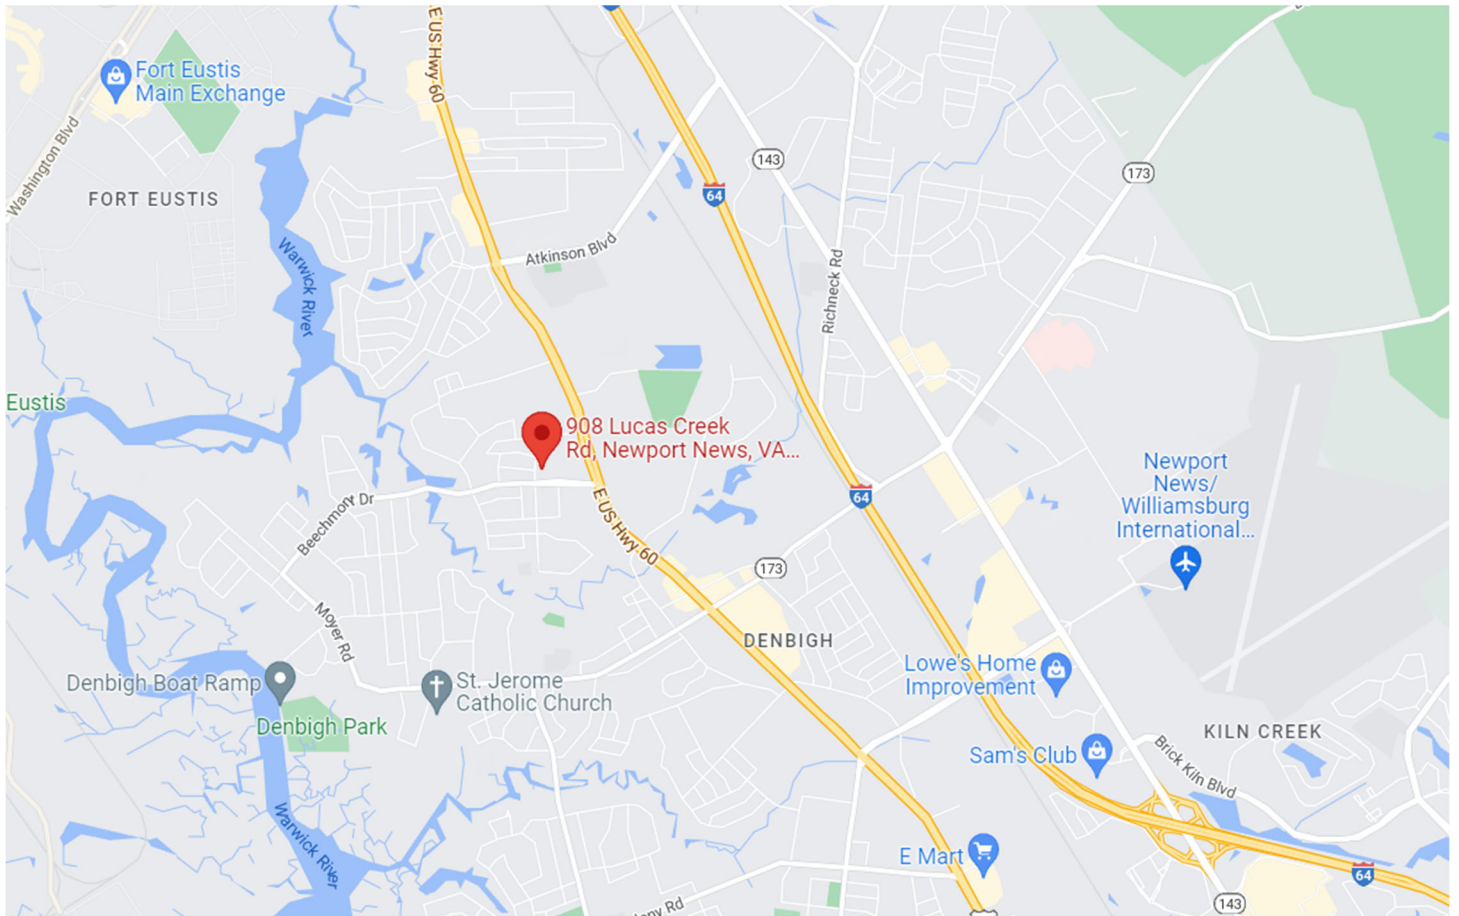 E US Hwy 60
Fort Eustis
Main Exchange
Washington Blvd
FORT EUSTIS
143
173
64
Atkinson Blvd
Warwick River
Richneck Rd
Eustis
908 Lucas Creek
Rd, Newport News, VA...
Beechmont Dr
64
Newport
News/
Williamsburg
International...
E US Hwy 60
173
Moyer Rd
DENBIGH
Denbigh Boat Ramp
St. Jerome
Catholic Church
Lowe's Home
Improvement
Denbigh Park
KILN CREEK
Sam's Club
Brick Kiln Blvd
Warwick River
E Mart
64
143
Rd